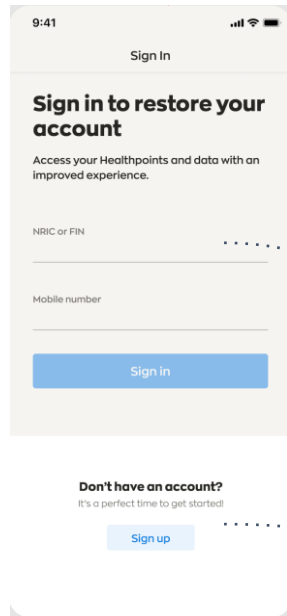 9:41
Sign In
Sign in to restore your
account
Access your Healthpoints and data with an
improved experience.
NRIC or FIN
Mobile number
Sign in
Don't have an account?
It's a perfect time to get started!
Sign up